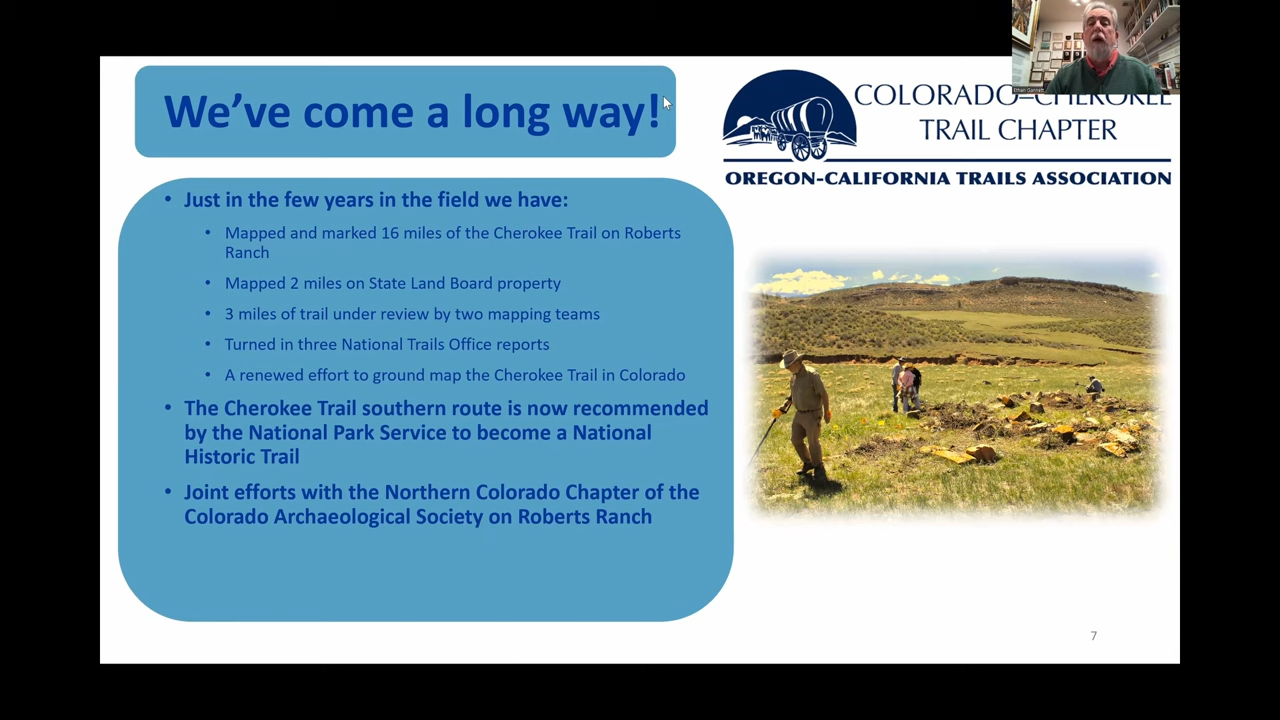 We've come a long way!
COLORADO–CHEROKEE
TRAIL CHAPTER
OREGON-CALIFORNIA TRAILS ASSOCIATION
• Just in the few years in the field we have:
• Mapped and marked 16 miles of the Cherokee Trail on Roberts
Ranch
• Mapped 2 miles on State Land Board property
• 3 miles of trail under review by two mapping teams
• Turned in three National Trails Office reports
• A renewed effort to ground map the Cherokee Trail in Colorado
• The Cherokee Trail southern route is now recommended
by the National Park Service to become a National
Historic Trail
• Joint efforts with the Northern Colorado Chapter of the
Colorado Archaeological Society on Roberts Ranch
7